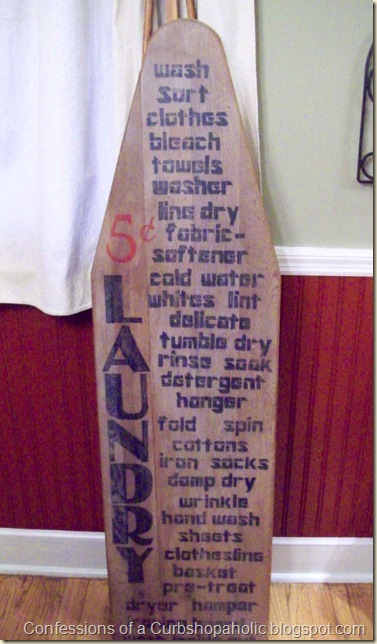 wash
sort
clothes
bleach
towels
washer
line dry
5¢
fabric-
softener
cold water
whites lint
delicate
tumble dry
rinse soak
detergent
hanger
fold spin
cottons
iron socks
damp dry
wrinkle
hand wash
sheets
clothesline
basket
pre-treat
dryer hamper
LAUNDRY
Confessions of a Curbshopaholic.blogspot.com